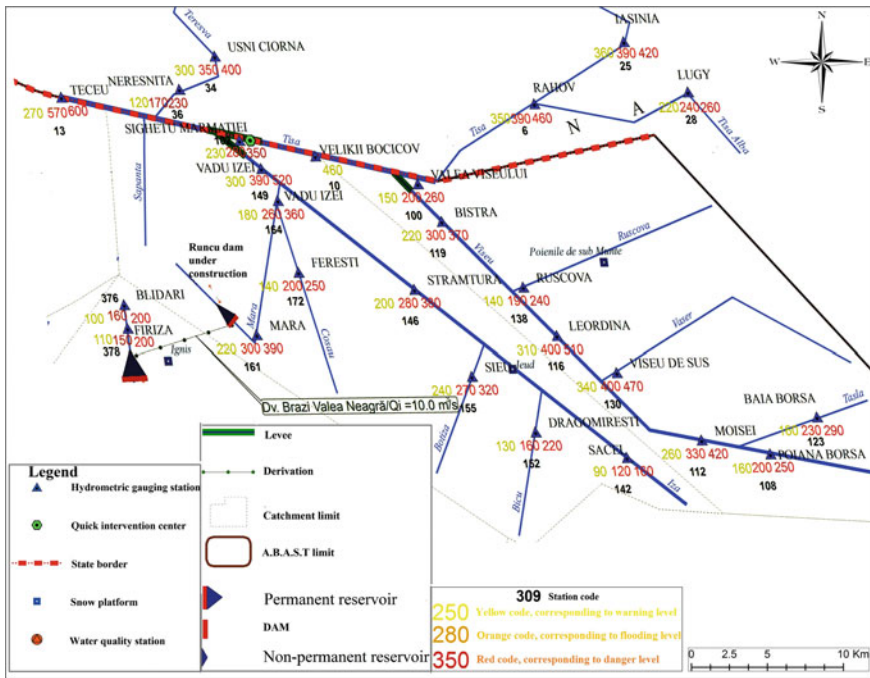 Teresva
USNI CIORNA
300 350 400
34
NERESNITA
120 170 230
36
TECEU
270 570 600
13
IASINIA
360 390 420
25
N
W E
S
RAHOV
350 390 460
6
LUGY
220 240 260
28
Tisa Alba
N A
Tisa
Tisa
SIGHETU MARMATIEI
230 350
VELIKII BOCICOV
460
10
VALEA VISEULUI
150 200 260
100
VADU IZEI
300 390 520
149
VADU IZEI
180 260 360
164
Sapanta
BISTRA
220 300 370
119
Viseu
Ruscova
Poienile de sub Munte
Runcu dam
under
construction
FERESTI
140 200 250
172
STRAMTURA
200 280 380
146
RUSCOVA
140 190 240
138
376
BLIDARI
100 160 200
FIRIZA
110 150 200
378
Ignis
Mara
MARA
220 300 390
161
Cosau
LEORDINA
310 400 510
116
Vaser
VISEU DE SUS
340 400 470
130
SIEU
Ieud
240 270 320
155
Botiza
BAIA BORSA
230 290
123
Tasla
Dv. Brazi Valea Neagră/Qi =10.0 m³/s
DRAGOMIRESTI
130 160 220
152
Bicu
SACEL
90 120 160
142
Iza
MOISEI
260 330 420
112
POIANA BORSA
160 200 250
108
Legend
Hydrometric gauging station
Quick intervention center
State border
Snow platform
Water quality station
Levee
Derivation
Catchment limit
A.B.A.S.T limit
Permanent reservoir
DAM
Non-permanent reservoir
309 Station code
250 Yellow code, corresponding to warning level
280 Orange code, corresponding to flooding level
350 Red code, corresponding to danger level
0 2.5 5 10 Km